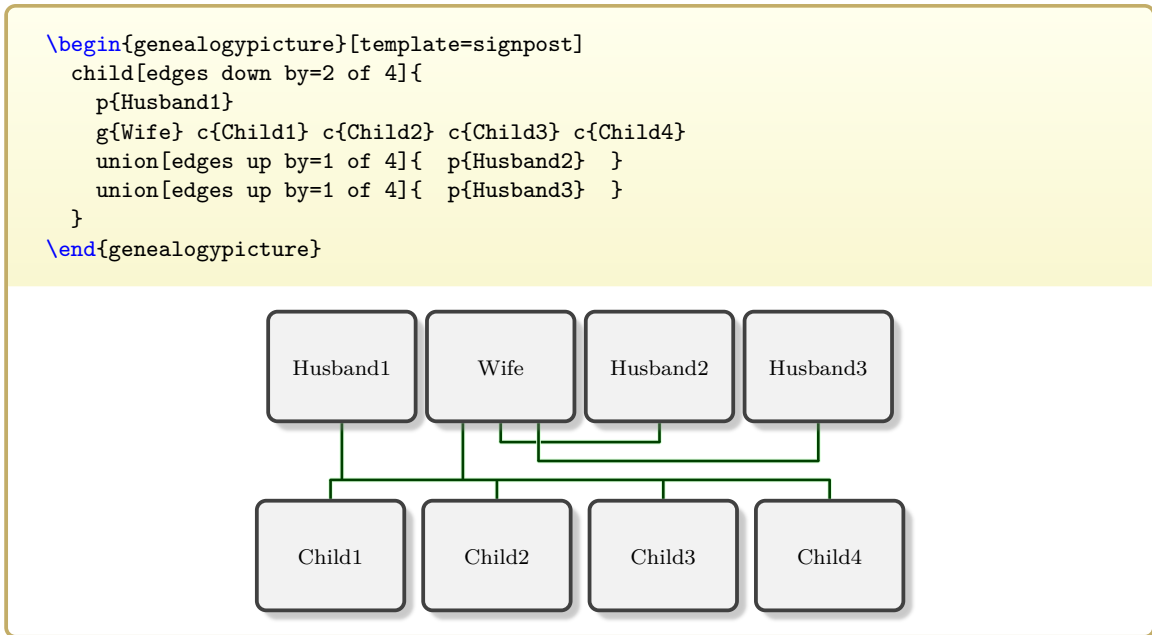 \begin{genealogypicture}[template=signpost]
  child[edges down by=2 of 4]{
    p{Husband1}
    g{Wife} c{Child1} c{Child2} c{Child3} c{Child4}
    union[edges up by=1 of 4]{  p{Husband2}  }
    union[edges up by=1 of 4]{  p{Husband3}  }
  }
\end{genealogypicture}
Husband1 Wife Husband2 Husband3
Child1 Child2 Child3 Child4